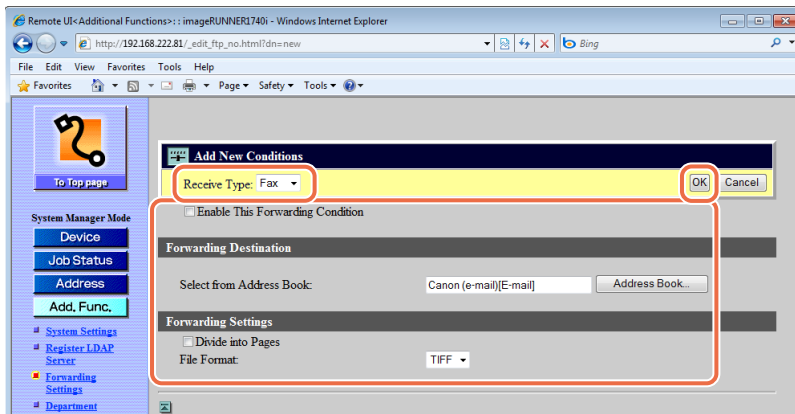 Remote UI<Additional Functions>: : imageRUNNER1740i - Windows Internet Explorer
http://192.168.222.81/_edit_ftp_no.html?dn=new
Bing
File Edit View Favorites Tools Help
Favorites Page Safety Tools
Add New Conditions
To Top page
Receive Type: Fax OK Cancel
Enable This Forwarding Condition
System Manager Mode
Device
Forwarding Destination
Job Status
Address
Select from Address Book: Canon (e-mail)[E-mail] Address Book...
Add. Func.
Forwarding Settings
System Settings
Divide into Pages
Register LDAP
Server
File Format: TIFF
Forwarding
Settings
Department